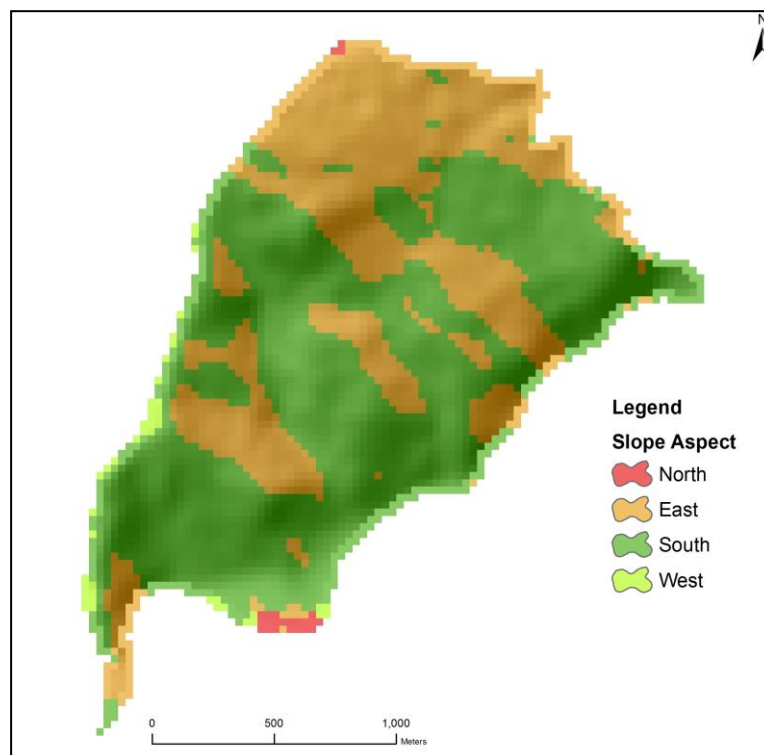 N
Legend
Slope Aspect
North
East
South
West
0 500 1,000
Meters